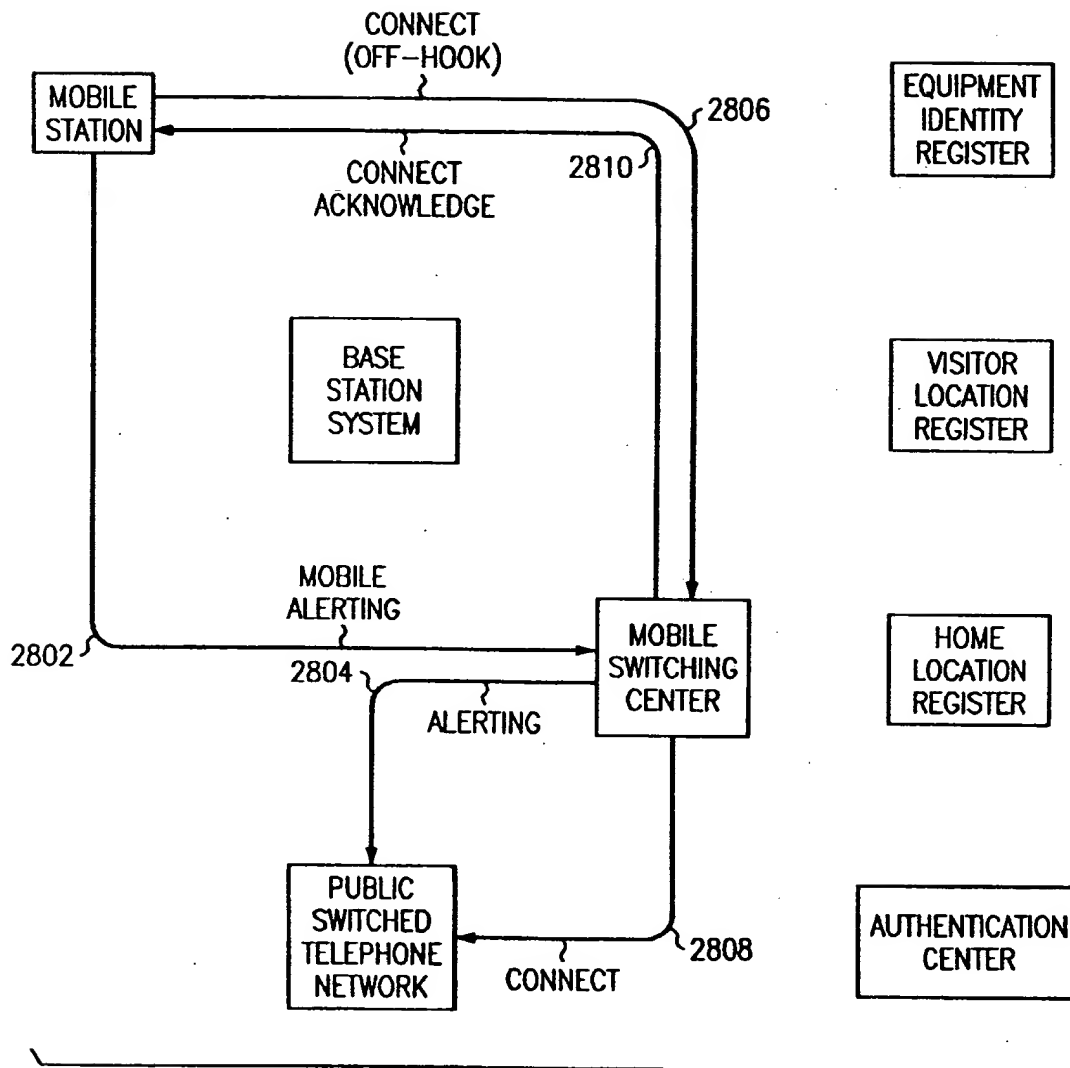 CONNECT
(OFF-HOOK)
MOBILE
STATION
2806
EQUIPMENT
IDENTITY
REGISTER
2810
CONNECT
ACKNOWLEDGE
BASE
STATION
SYSTEM
VISITOR
LOCATION
REGISTER
MOBILE
ALERTING
2802
2804
ALERTING
MOBILE
SWITCHING
CENTER
HOME
LOCATION
REGISTER
PUBLIC
SWITCHED
TELEPHONE
NETWORK
CONNECT
2808
AUTHENTICATION
CENTER